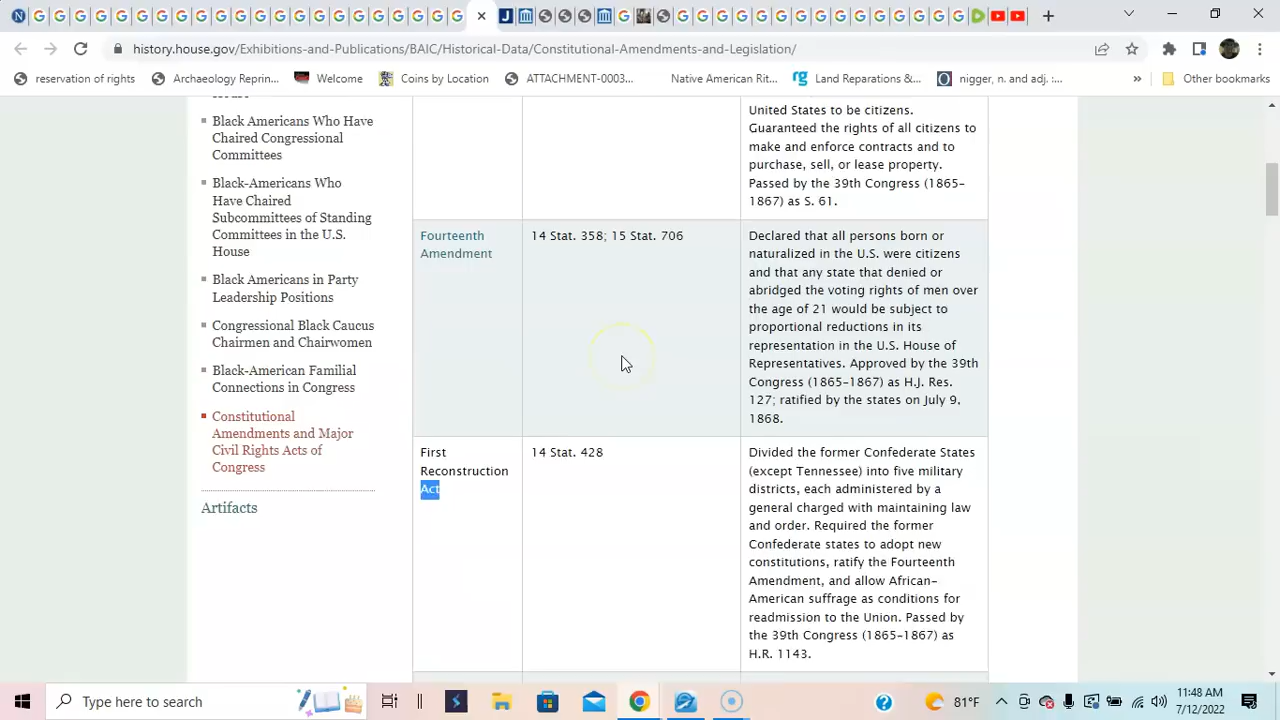 history.house.gov/Exhibitions-and-Publications/BAIC/Historical-Data/Constitutional-Amendments-and-Legislation/
reservation of rights
Archaeology Reprin...
Welcome
Coins by Location
ATTACHMENT-0003...
Native American Rit...
Land Reparations &...
nigger, n. and adj. :...
»
Other bookmarks
Black Americans Who Have
Chaired Congressional
Committees
Black-Americans Who
Have Chaired
Subcommittees of Standing
Committees in the U.S.
House
Black Americans in Party
Leadership Positions
Congressional Black Caucus
Chairmen and Chairwomen
Black-American Familial
Connections in Congress
Constitutional
Amendments and Major
Civil Rights Acts of
Congress
Artifacts
United States to be citizens.
Guaranteed the rights of all citizens to
make and enforce contracts and to
purchase, sell, or lease property.
Passed by the 39th Congress (1865–
1867) as S. 61.
Fourteenth
Amendment
14 Stat. 358; 15 Stat. 706
Declared that all persons born or
naturalized in the U.S. were citizens
and that any state that denied or
abridged the voting rights of men over
the age of 21 would be subject to
proportional reductions in its
representation in the U.S. House of
Representatives. Approved by the 39th
Congress (1865–1867) as H.J. Res.
127; ratified by the states on July 9,
1868.
First
Reconstruction
Act
14 Stat. 428
Divided the former Confederate States
(except Tennessee) into five military
districts, each administered by a
general charged with maintaining law
and order. Required the former
Confederate states to adopt new
constitutions, ratify the Fourteenth
Amendment, and allow African-
American suffrage as conditions for
readmission to the Union. Passed by
the 39th Congress (1865–1867) as
H.R. 1143.
Type here to search
81°F
11:48 AM
7/12/2022